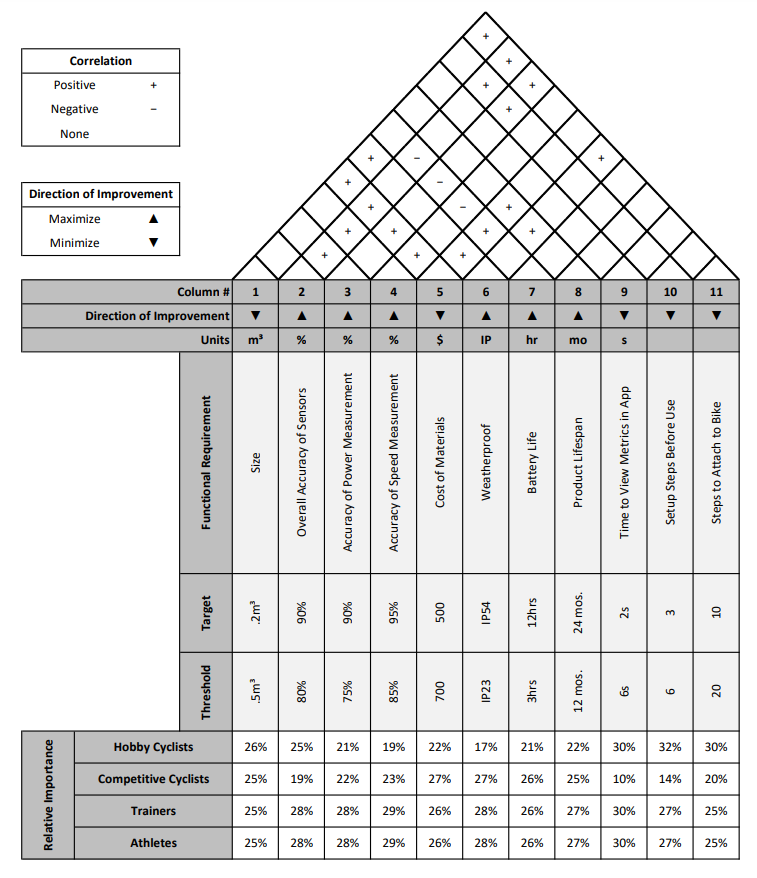 Correlation
Positive +
Negative −
None
Direction of Improvement
Maximize ▲
Minimize ▼
+
+
+ +
+
+ − +
+ −
+ − +
+ + + +
+ + +
Column # 1 2 3 4 5 6 7 8 9 10 11
Direction of Improvement ▼ ▲ ▲ ▲ ▼ ▲ ▲ ▲ ▼ ▼ ▼
Units m³ % % % $ IP hr mo s
Functional Requirement
Size
Overall Accuracy of Sensors
Accuracy of Power Measurement
Accuracy of Speed Measurement
Cost of Materials
Weatherproof
Battery Life
Product Lifespan
Time to View Metrics in App
Setup Steps Before Use
Steps to Attach to Bike
Target .2m³ 90% 90% 95% 500 IP54 12hrs 24 mos. 2s 3 10
Threshold .5m³ 80% 75% 85% 700 IP23 3hrs 12 mos. 6s 6 20
Relative Importance
Hobby Cyclists 26% 25% 21% 19% 22% 17% 21% 22% 30% 32% 30%
Competitive Cyclists 25% 19% 22% 23% 27% 27% 26% 25% 10% 14% 20%
Trainers 25% 28% 28% 29% 26% 28% 26% 27% 30% 27% 25%
Athletes 25% 28% 28% 29% 26% 28% 26% 27% 30% 27% 25%